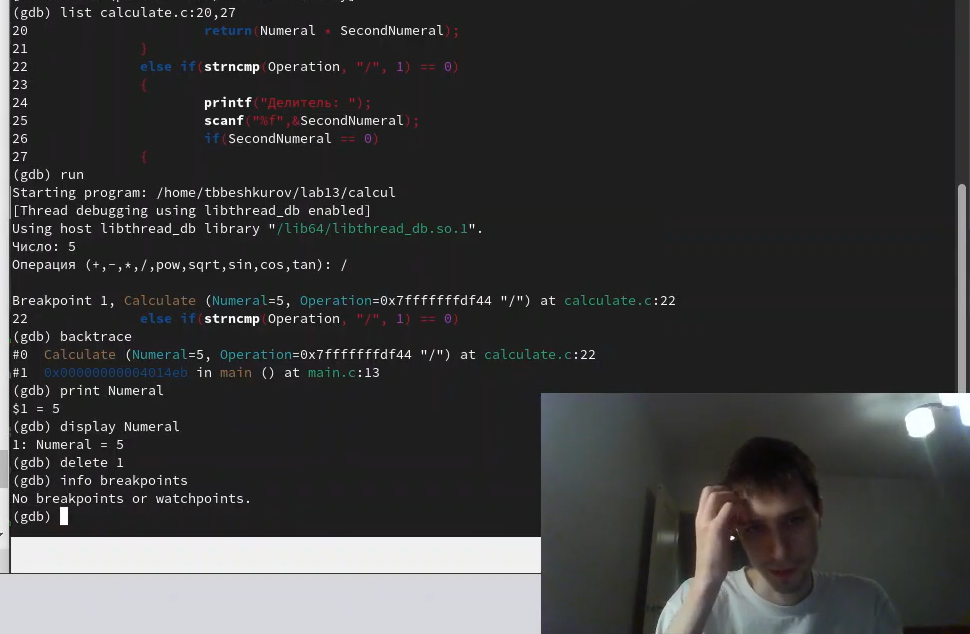 (gdb) list calculate.c:20,27
20 return(Numeral * SecondNumeral);
21 }
22 else if(strncmp(Operation, "/", 1) == 0)
23 {
24 printf("Делитель: ");
25 scanf("%f",&SecondNumeral);
26 if(SecondNumeral == 0)
27 {
(gdb) run
Starting program: /home/tbbeshkurov/lab13/calcul
[Thread debugging using libthread_db enabled]
Using host libthread_db library "/lib64/libthread_db.so.1".
Число: 5
Операция (+,-,*,/,pow,sqrt,sin,cos,tan): /
Breakpoint 1, Calculate (Numeral=5, Operation=0x7fffffffdf44 "/") at calculate.c:22
22 else if(strncmp(Operation, "/", 1) == 0)
(gdb) backtrace
#0 Calculate (Numeral=5, Operation=0x7fffffffdf44 "/") at calculate.c:22
#1 0x00000000004014eb in main () at main.c:13
(gdb) print Numeral
$1 = 5
(gdb) display Numeral
1: Numeral = 5
(gdb) delete 1
(gdb) info breakpoints
No breakpoints or watchpoints.
(gdb)